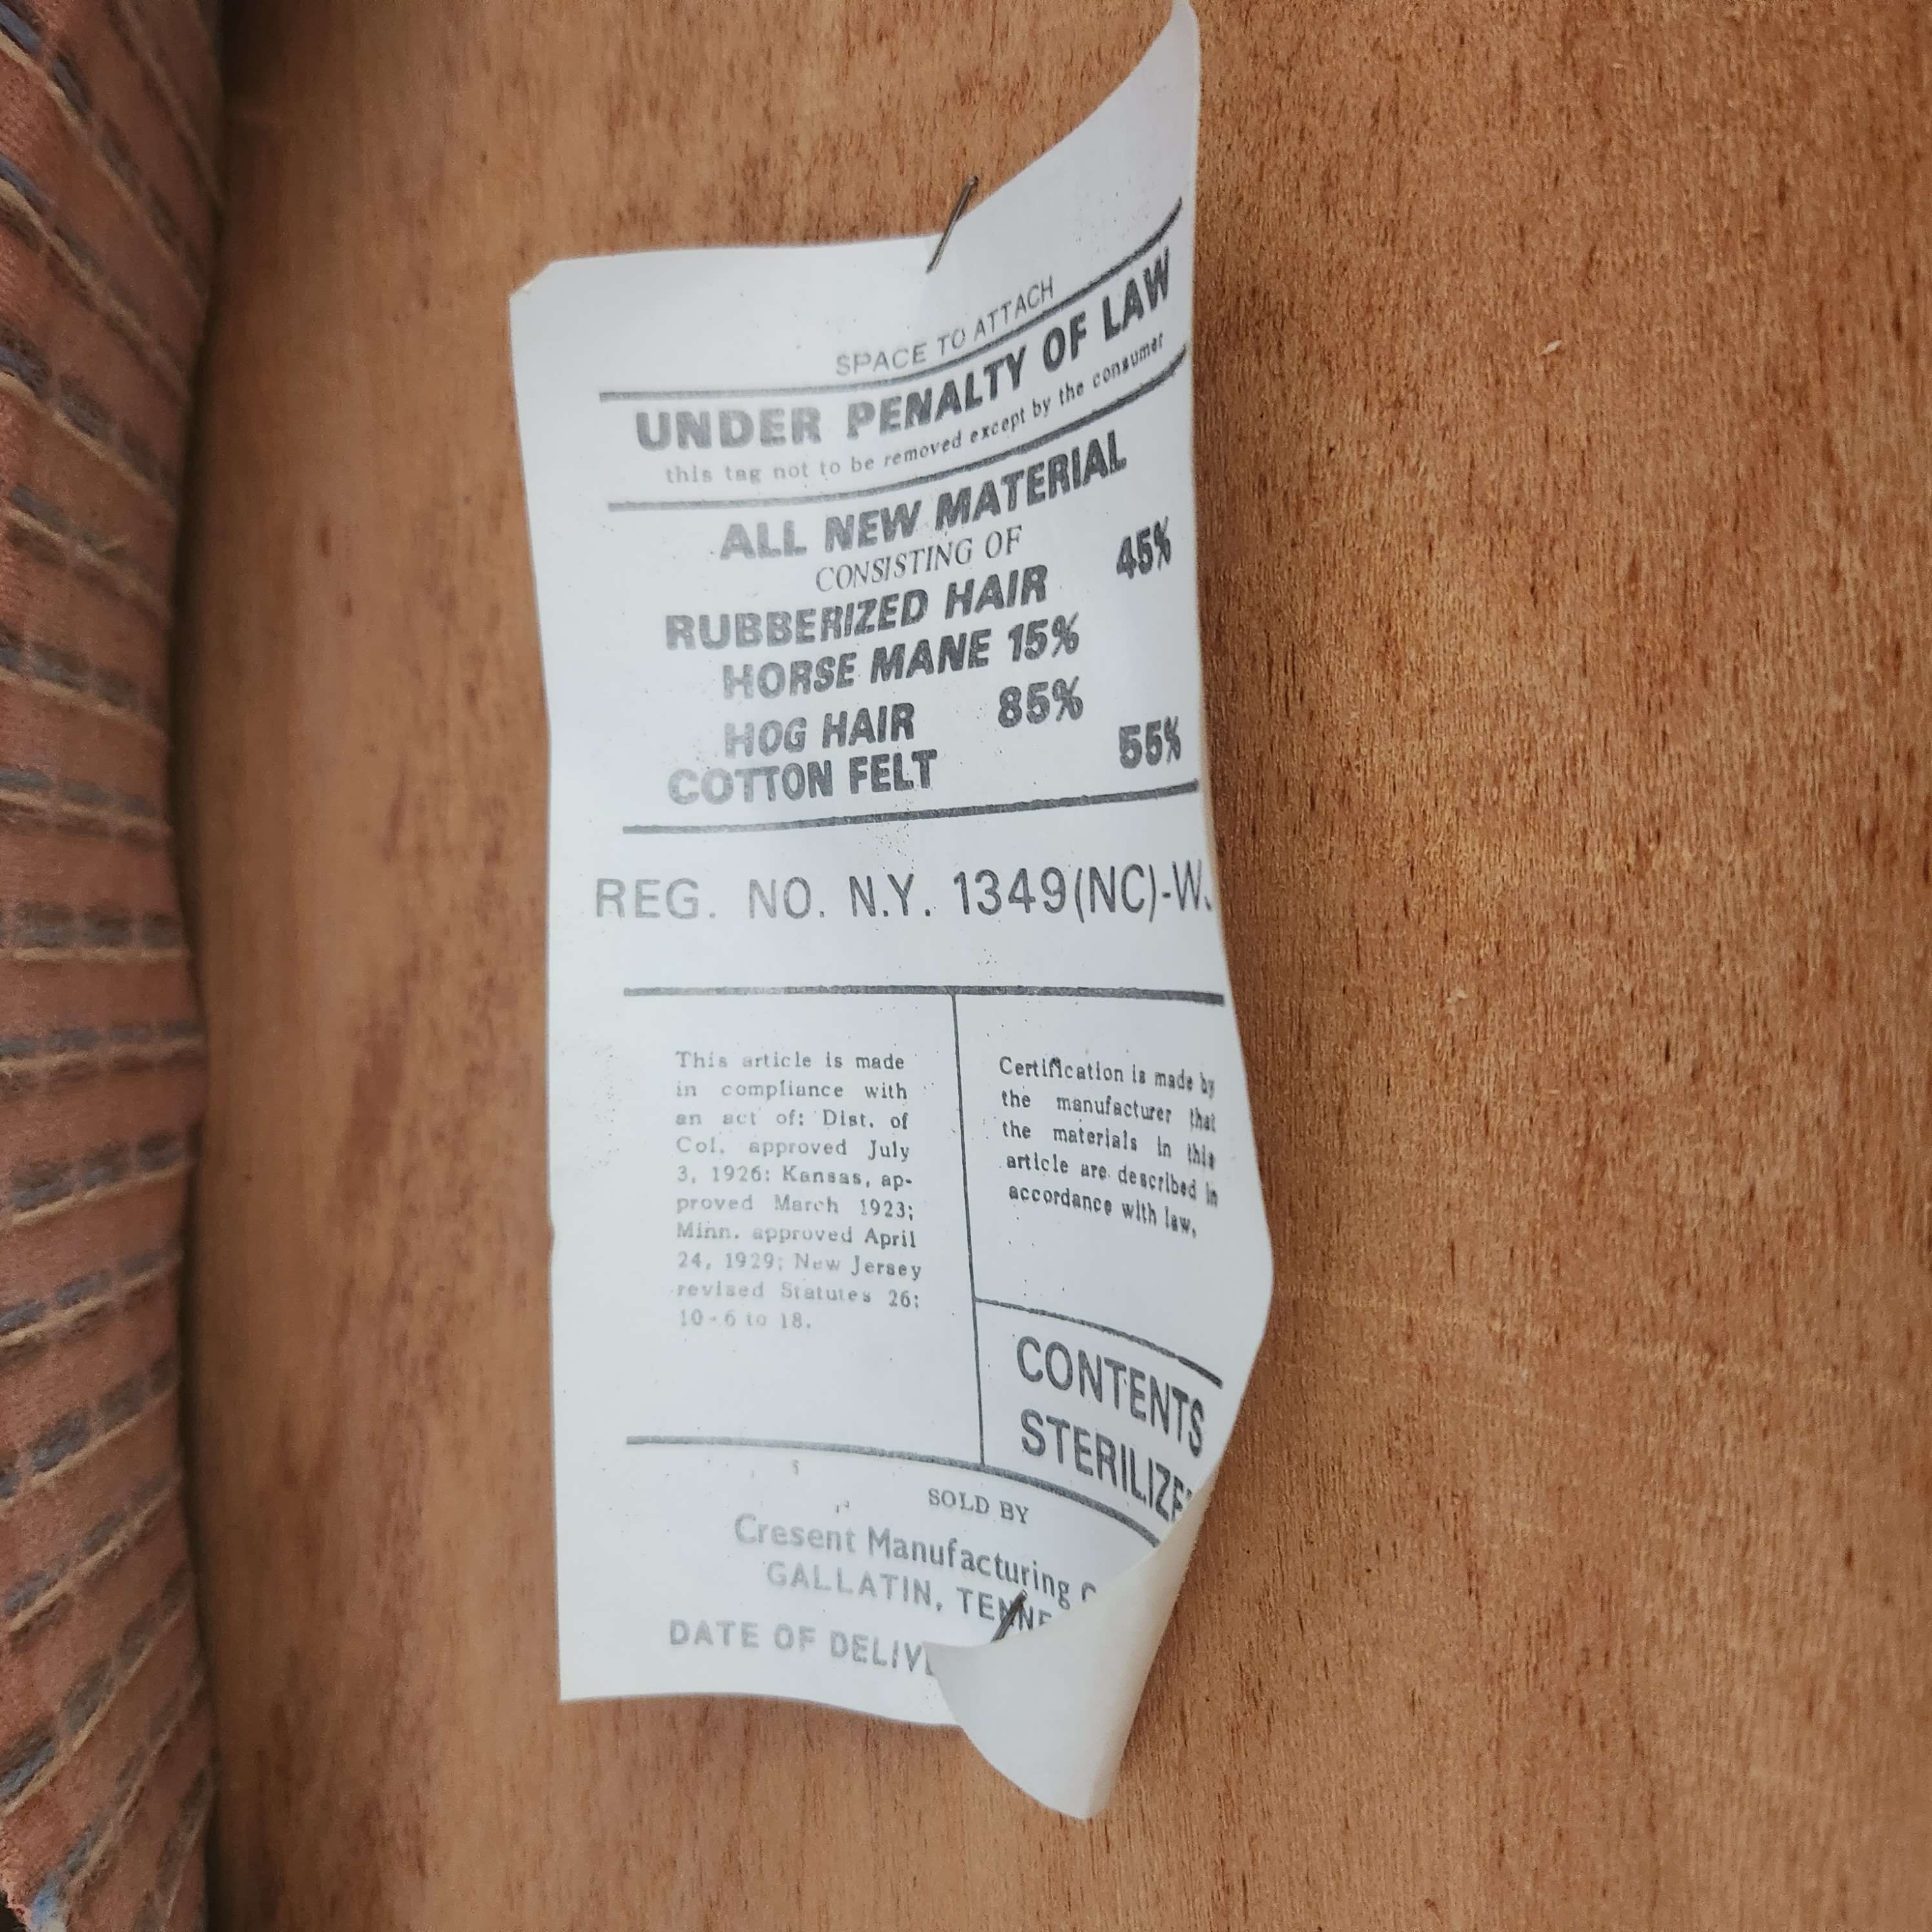 SPACE TO ATTACH
UNDER PENALTY OF LAW
this tag not to be removed except by the consumer
ALL NEW MATERIAL
CONSISTING OF
RUBBERIZED HAIR 45%
HORSE MANE 15%
HOG HAIR 85%
COTTON FELT 55%
REG. NO. N.Y. 1349(NC)-W.
This article is made
in compliance with
an act of: Dist. of
Col. approved July
3, 1926: Kansas, ap-
proved March 1923;
Minn. approved April
24, 1929; New Jersey
revised Statutes 26:
10-6 to 18.
Certification is made by
the manufacturer that
the materials in this
article are described in
accordance with law.
CONTENTS
STERILIZE
SOLD BY
Cresent Manufacturing
GALLATIN, TENNE
DATE OF DELIV